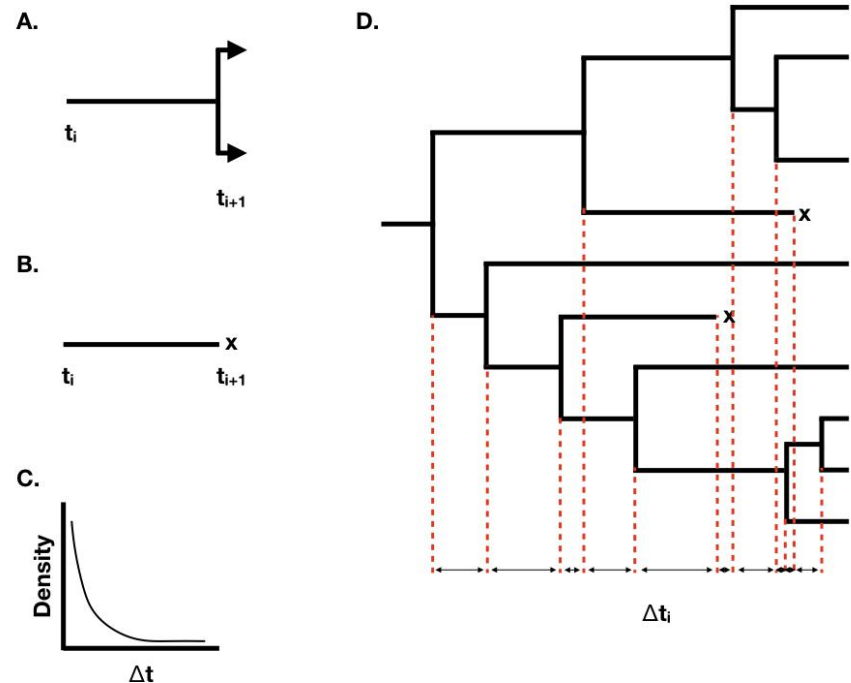 A.
tᵢ
tᵢ₊₁
B.
x
tᵢ
tᵢ₊₁
C.
Density
Δt
D.
x
x
Δtᵢ